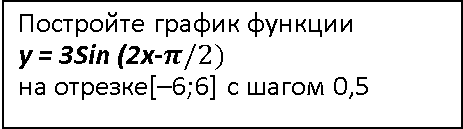 Постройте график функции
y = 3Sin (2x-π/2)
на отрезке[–6;6] с шагом 0,5